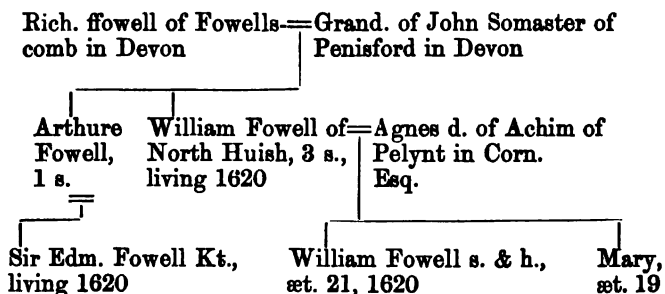 Rich. ffowell of Fowells-=Grand. of John Somaster of
comb in Devon Penisford in Devon
Arthure William Fowell of=Agnes d. of Achim of
Fowell, North Huish, 3 s., Pelynt in Corn.
1 s. living 1620 Esq.
Sir Edm. Fowell Kt., William Fowell s. & h., Mary,
living 1620 æt. 21, 1620 æt. 19